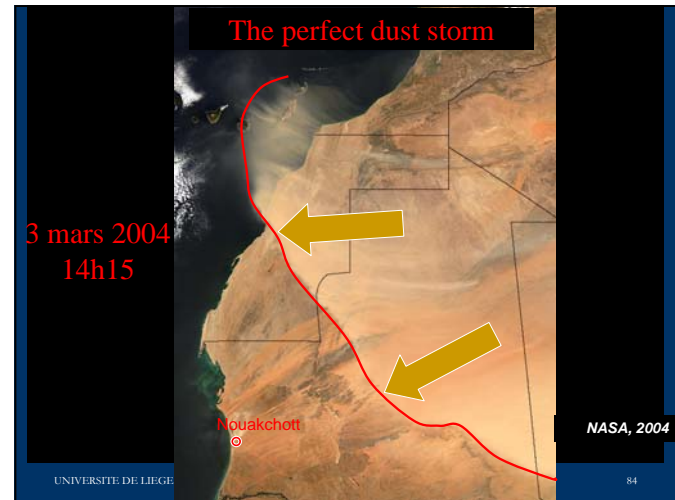 The perfect dust storm
3 mars 2004
14h15
Nouakchott
NASA, 2004
UNIVERSITE DE LIEGE
84